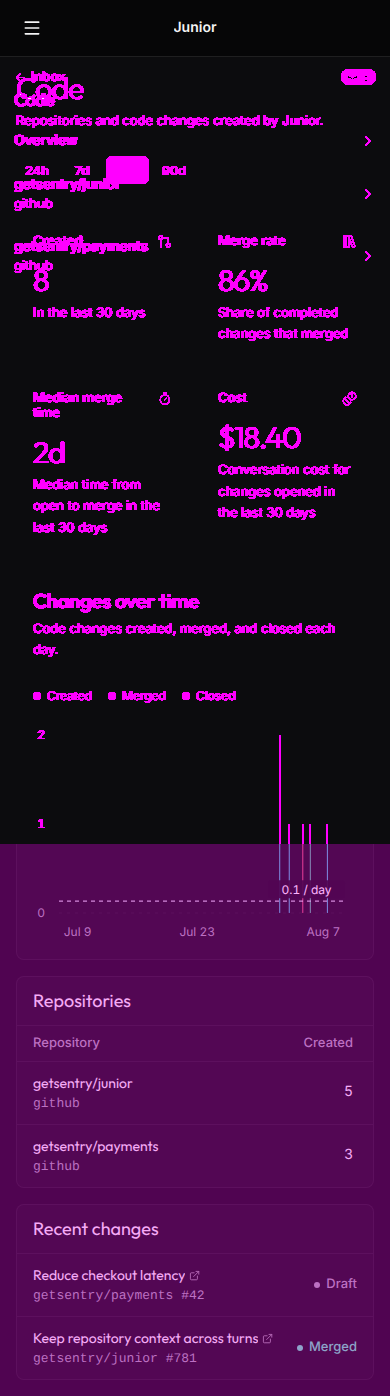 Junior
← Inbox
Code
Code
Repositories and code changes created by Junior.
Overview
24h 7d 90d
getsentry/junior
github
Created
Merge rate
getsentry/payments
github
8
86%
In the last 30 days
Share of completed
changes that merged
Median merge
time
Cost
2d
$18.40
Median time from
open to merge in the
last 30 days
Conversation cost for
changes opened in
the last 30 days
Changes over time
Code changes created, merged, and closed each
day.
Created Merged Closed
2
1
0.1 / day
0
Jul 9 Jul 23 Aug 7
Repositories
Repository Created
getsentry/junior
github
5
getsentry/payments
github
3
Recent changes
Reduce checkout latency
getsentry/payments #42
Draft
Keep repository context across turns
getsentry/junior #781
Merged